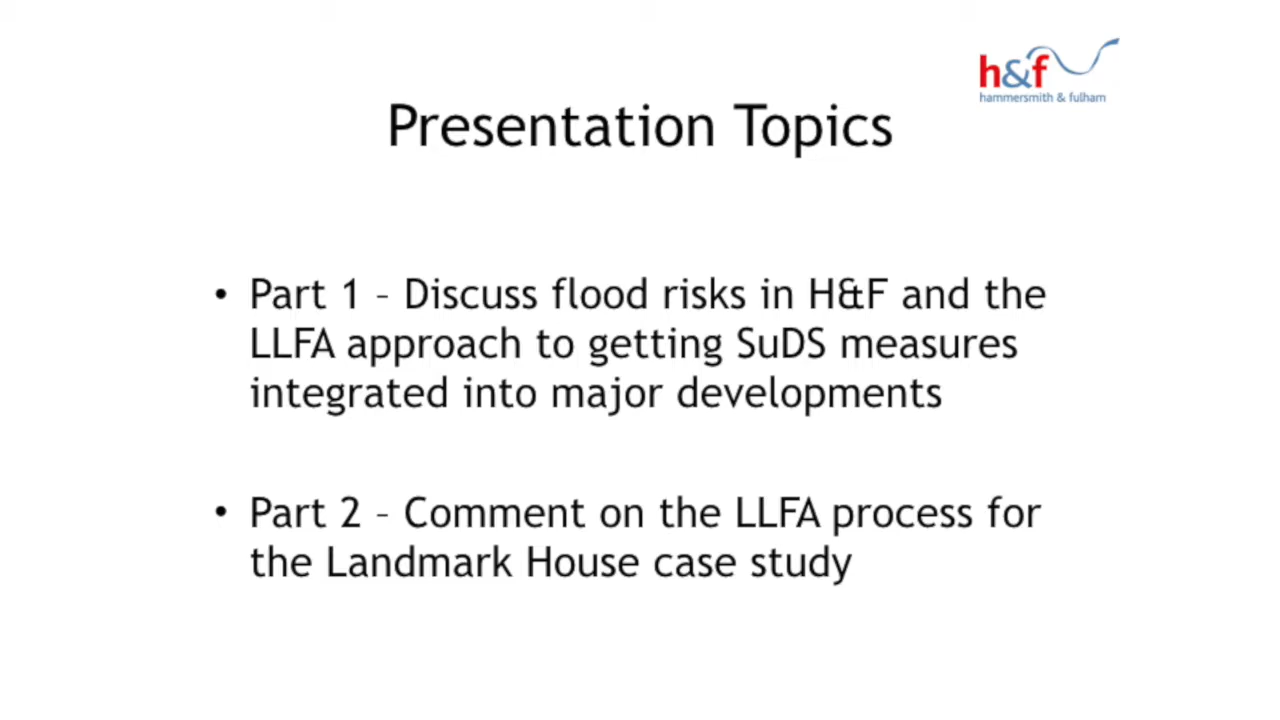 h&f
hammersmith & fulham
Presentation Topics
• Part 1 – Discuss flood risks in H&F and the
LLFA approach to getting SuDS measures
integrated into major developments
• Part 2 – Comment on the LLFA process for
the Landmark House case study